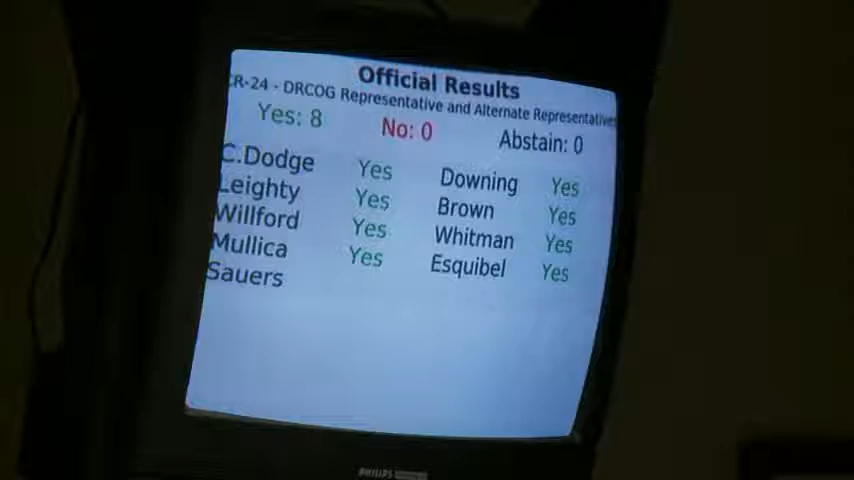 Official Results
CR-24 - DRCOG Representative and Alternate Representatives
Yes: 8 No: 0 Abstain: 0
C.Dodge Yes Downing Yes
Leighty Yes Brown Yes
Willford Yes Whitman Yes
Mullica Yes Esquibel Yes
Sauers
PHILIPS